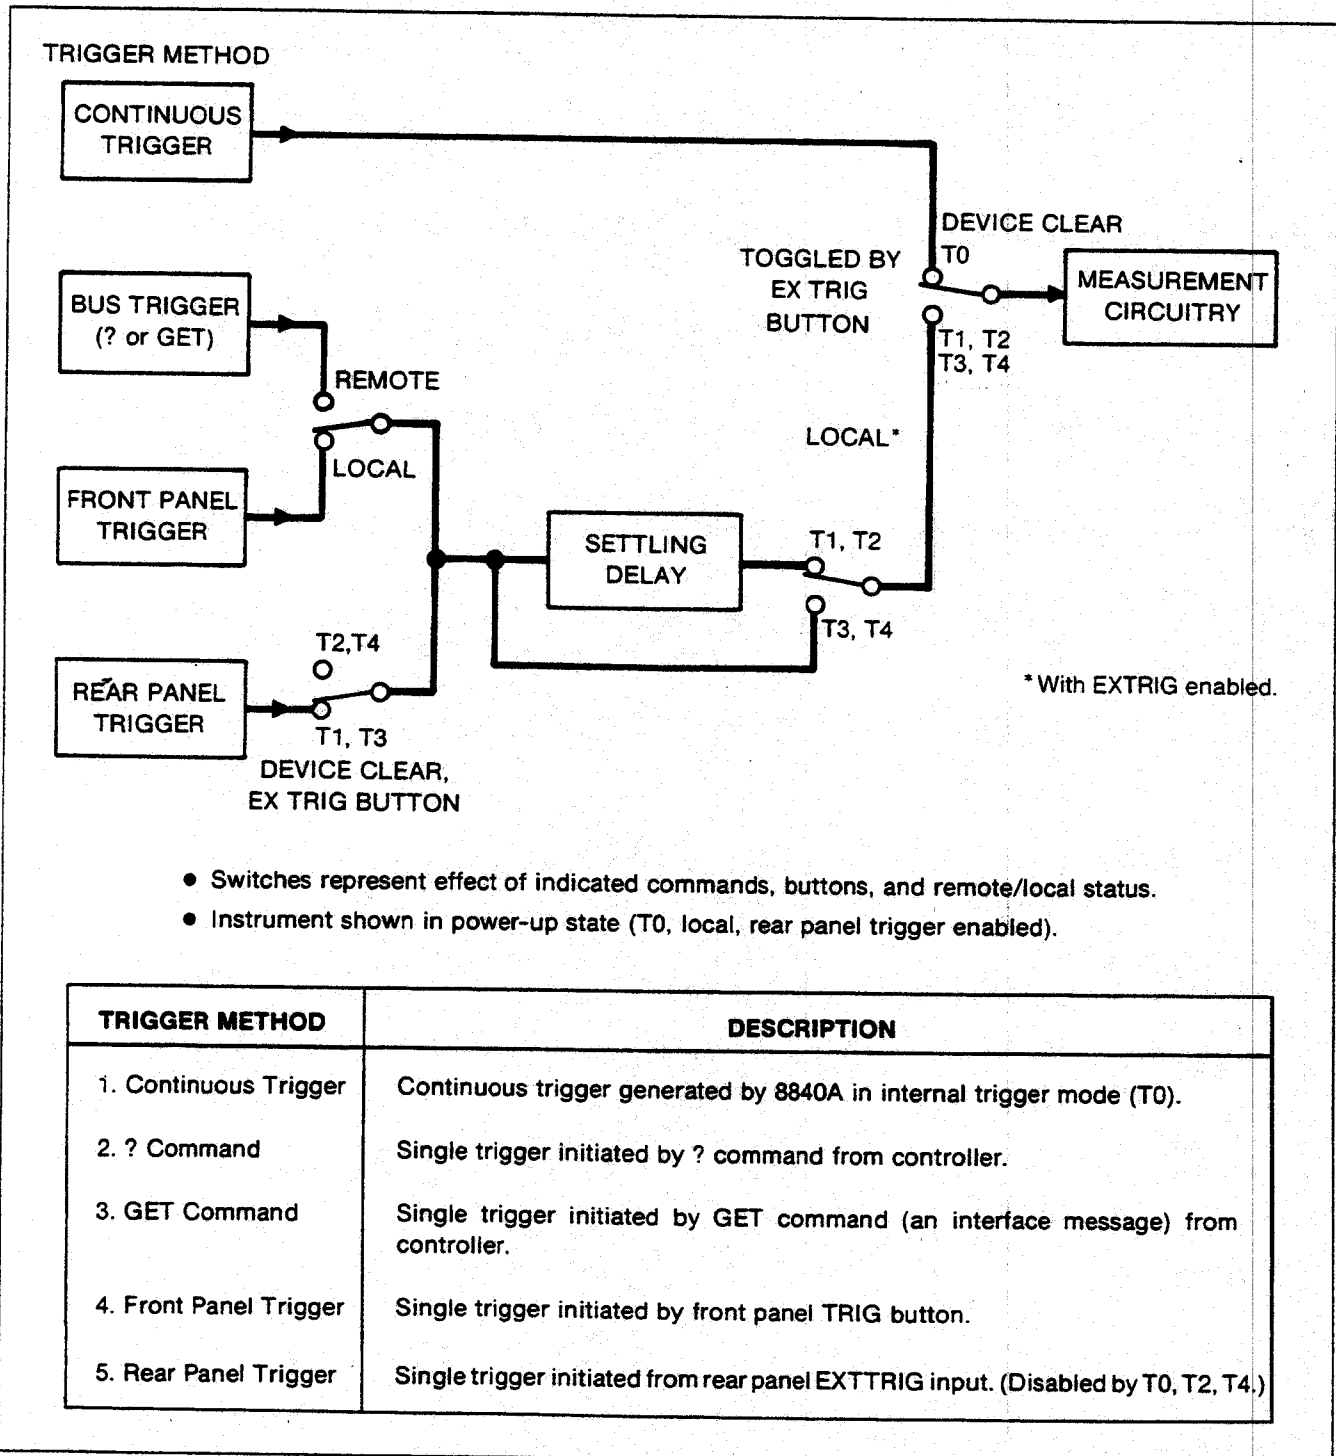 TRIGGER METHOD
CONTINUOUS
TRIGGER
DEVICE CLEAR
T0
TOGGLED BY
EX TRIG
BUTTON
MEASUREMENT
CIRCUITRY
BUS TRIGGER
(? or GET)
T1, T2
T3, T4
REMOTE
LOCAL*
LOCAL
FRONT PANEL
TRIGGER
SETTLING
DELAY
T1, T2
T3, T4
T2,T4
REAR PANEL
TRIGGER
T1, T3
DEVICE CLEAR,
EX TRIG BUTTON
*With EXTRIG enabled.
● Switches represent effect of indicated commands, buttons, and remote/local status.
● Instrument shown in power-up state (T0, local, rear panel trigger enabled).
TRIGGER METHOD DESCRIPTION
1. Continuous Trigger Continuous trigger generated by 8840A in internal trigger mode (T0).
2. ? Command Single trigger initiated by ? command from controller.
3. GET Command Single trigger initiated by GET command (an interface message) from
controller.
4. Front Panel Trigger Single trigger initiated by front panel TRIG button.
5. Rear Panel Trigger Single trigger initiated from rear panel EXTTRIG input. (Disabled by T0, T2, T4.)